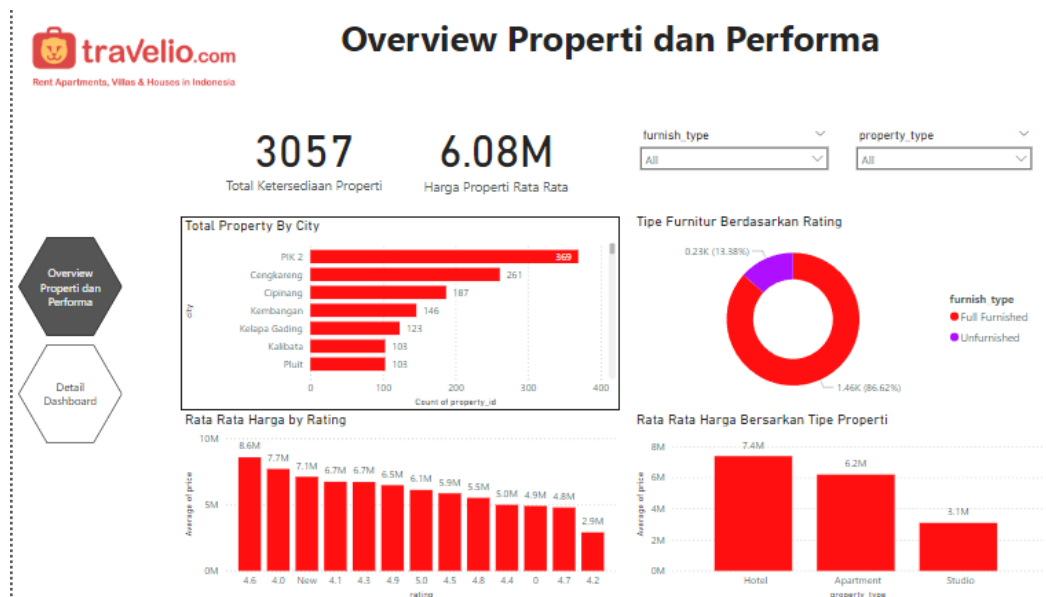 travelio.com
Rent Apartments, Villas & Houses in Indonesia
Overview Properti dan Performa
3057
Total Ketersediaan Properti
6.08M
Harga Properti Rata Rata
furnish_type
All
property_type
All
Overview
Properti dan
Performa
Detail
Dashboard
Total Property By City
city
PIK 2
369
Cengkareng
261
Cipinang
187
Kembangan
146
Kelapa Gading
123
Kalibata
103
Pluit
103
0 100 200 300 400
Count of property_id
Tipe Furnitur Berdasarkan Rating
0.23K (13.38%)
1.46K (86.62%)
furnish type
Full Furnished
Unfurnished
Rata Rata Harga by Rating
Average of price
10M
5M
0M
8.6M 7.7M 7.1M 6.7M 6.7M 6.5M 6.1M 5.9M 5.5M 5.0M 4.9M 4.8M 2.9M
4.6 4.0 New 4.1 4.3 4.9 5.0 4.5 4.8 4.4 0 4.7 4.2
rating
Rata Rata Harga Bersarkan Tipe Properti
Average of price
8M
6M
4M
2M
0M
7.4M 6.2M 3.1M
Hotel Apartment Studio
property_type